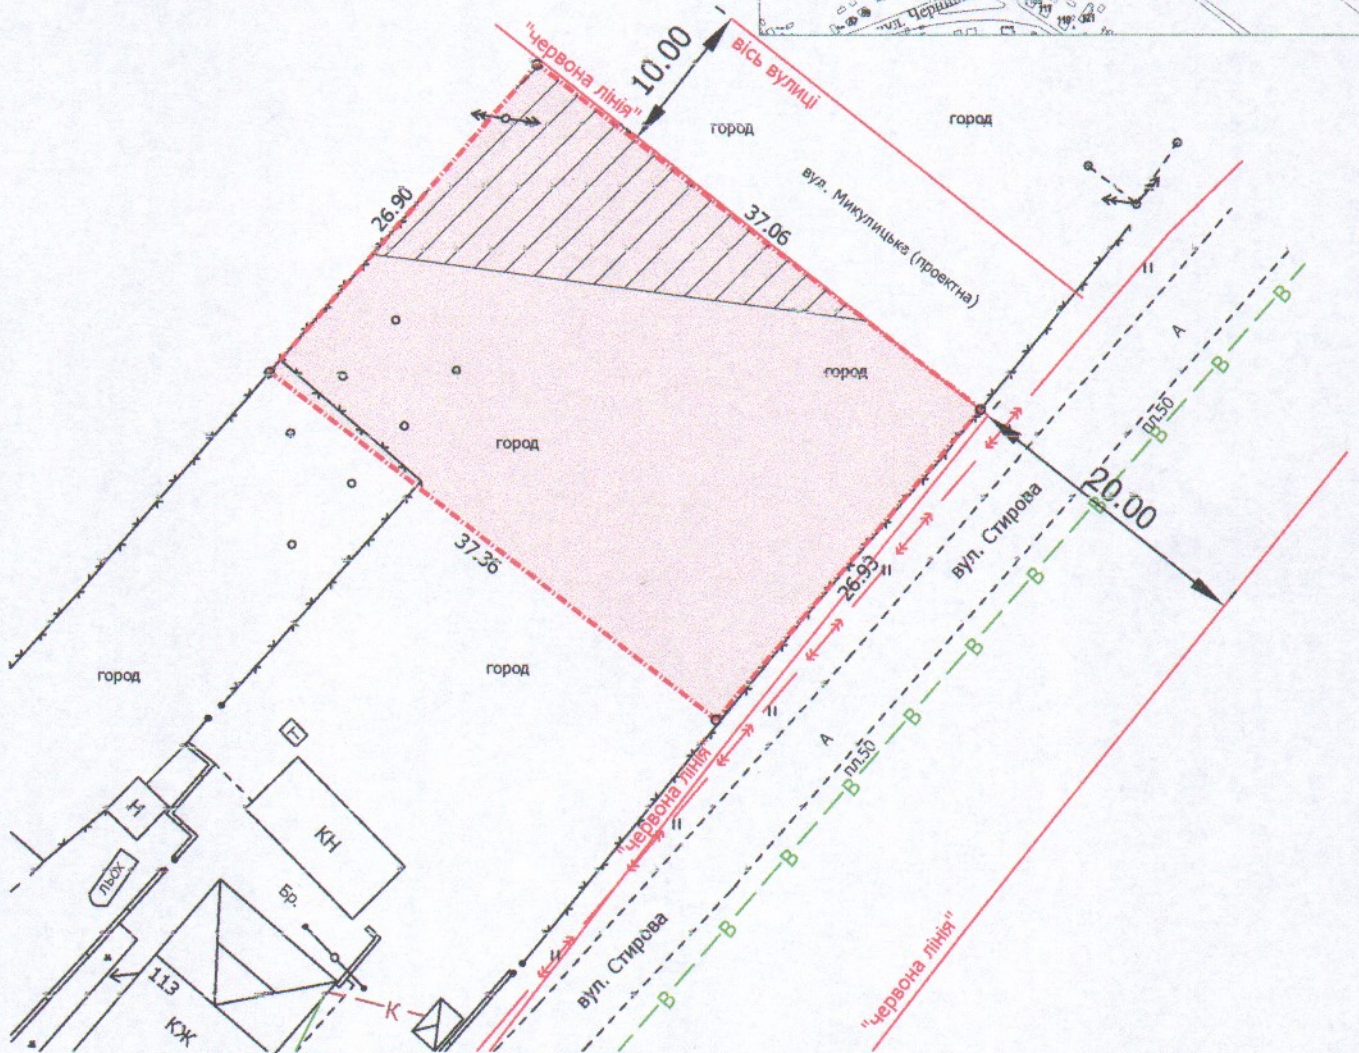 вул. Черніш
"червона лінія"
10.00
вісь вулиці
город
город
26.90
37.06
вул. Микулицька (проектна)
=
А
В
В
город
пл.50
В
город
20.00
В
вул. Стирова
37.36
26.93
=
В
город
город
В
=
А
В
Г
"червона лінія"
пл.50
В
Н
=
КН
В
льох
Бр.
вул. Стирова
В
"червона лінія"
=
113
К
В
КЖ